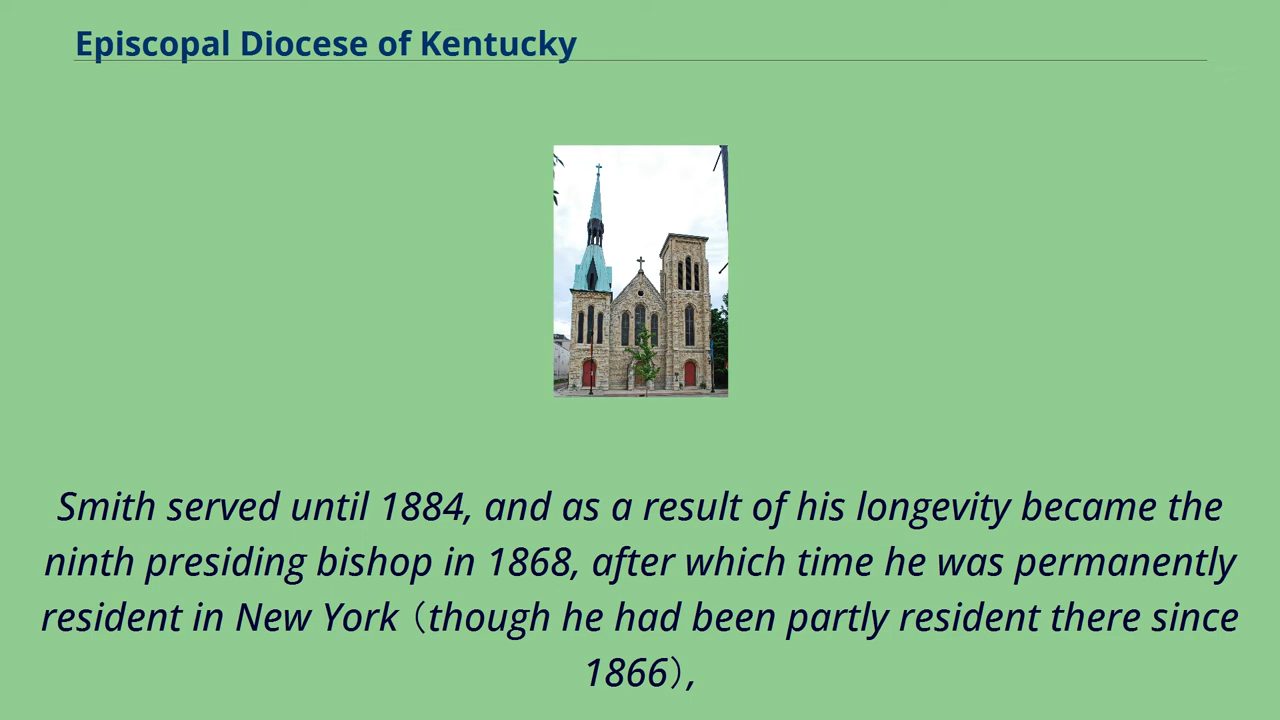 Episcopal Diocese of Kentucky
Smith served until 1884, and as a result of his longevity became the
ninth presiding bishop in 1868, after which time he was permanently
resident in New York（though he had been partly resident there since
1866）,